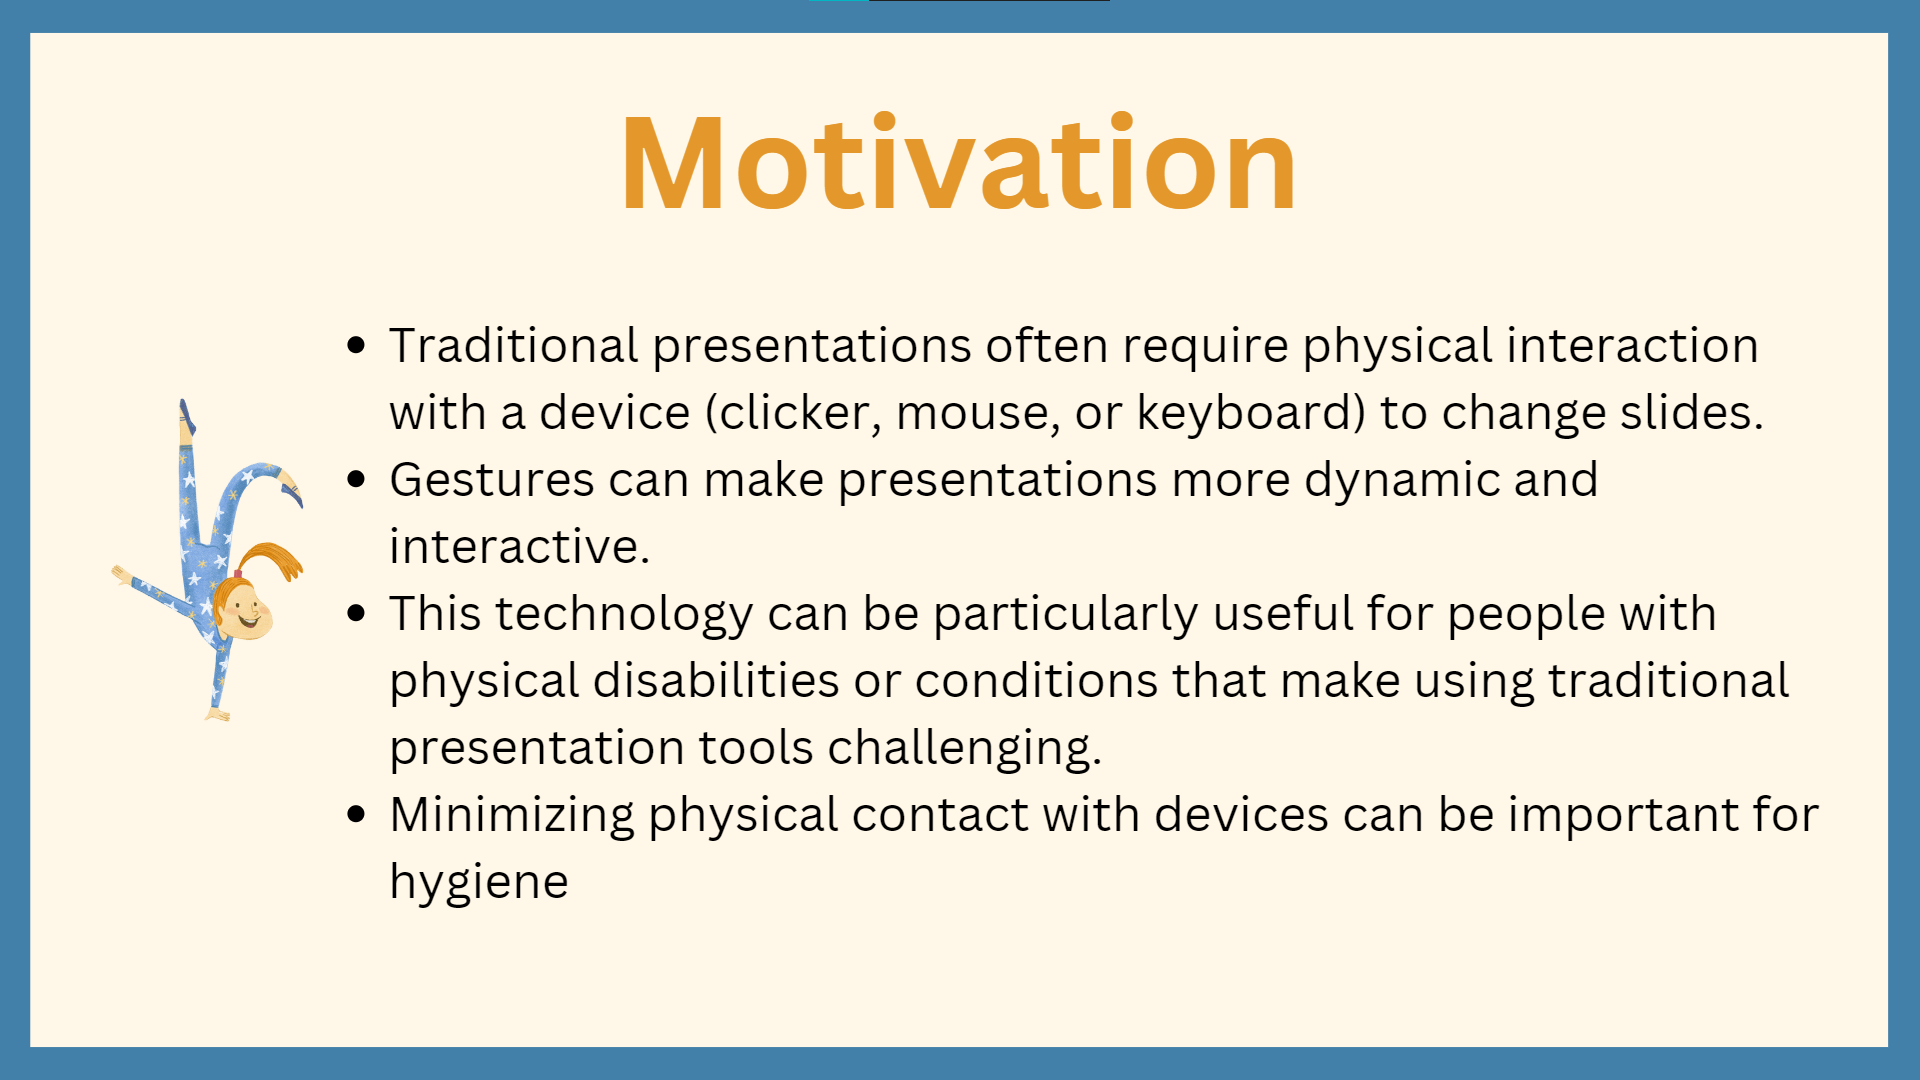 Motivation
• Traditional presentations often require physical interaction
with a device (clicker, mouse, or keyboard) to change slides.
• Gestures can make presentations more dynamic and
interactive.
• This technology can be particularly useful for people with
physical disabilities or conditions that make using traditional
presentation tools challenging.
• Minimizing physical contact with devices can be important for
hygiene